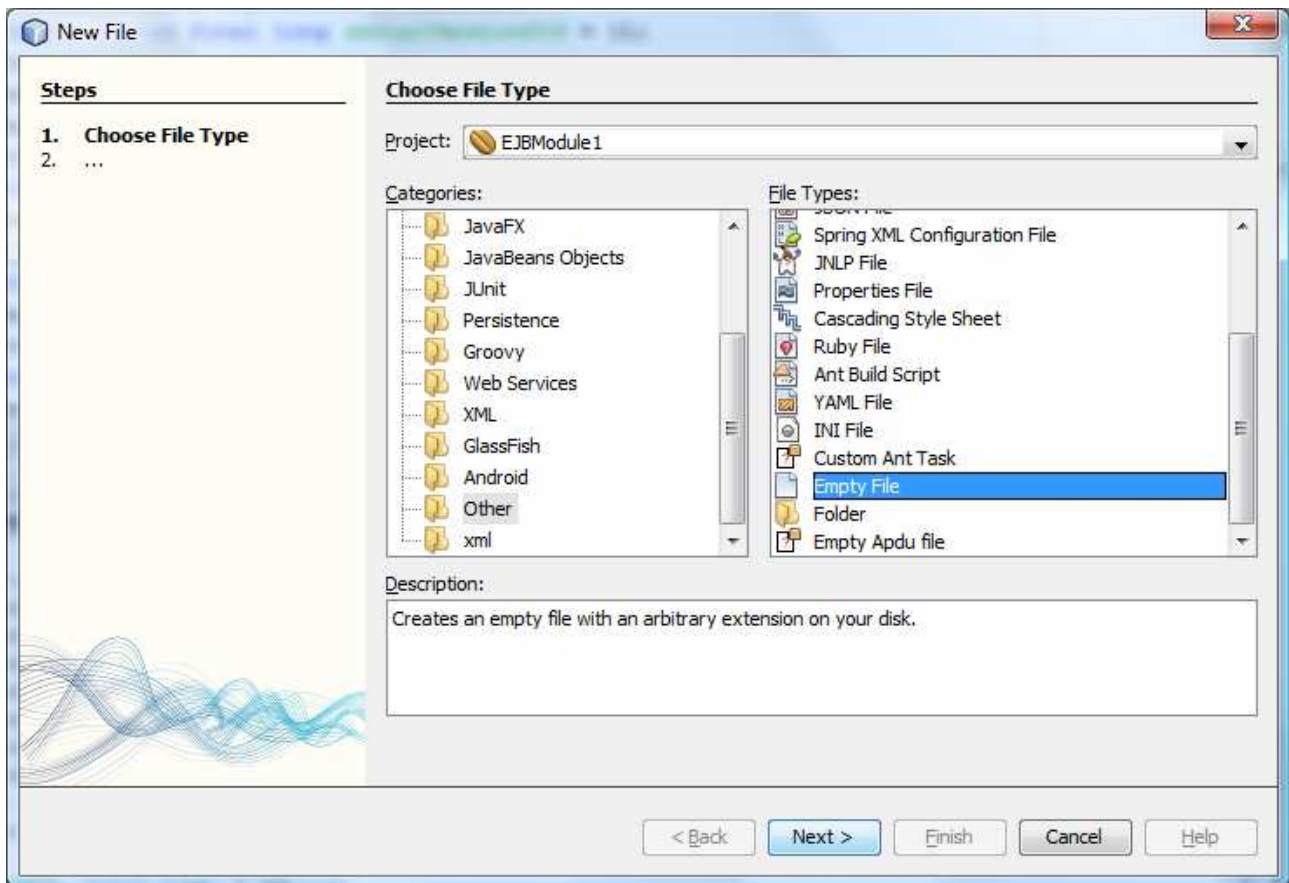 New File
Steps
1. Choose File Type
2. ...
Choose File Type
Project: EJBModule1
Categories:
JavaFX
JavaBeans Objects
JUnit
Persistence
Groovy
Web Services
XML
GlassFish
Android
Other
xml
File Types:
Spring XML Configuration File
JNLP File
Properties File
Cascading Style Sheet
Ruby File
Ant Build Script
YAML File
INI File
Custom Ant Task
Empty File
Folder
Empty Apdu file
Description:
Creates an empty file with an arbitrary extension on your disk.
< Back
Next >
Finish
Cancel
Help